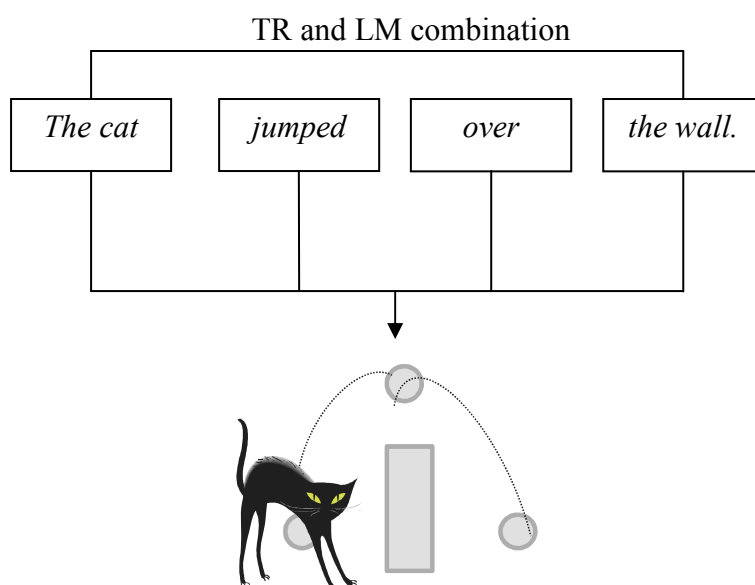 TR and LM combination
The cat jumped over the wall.